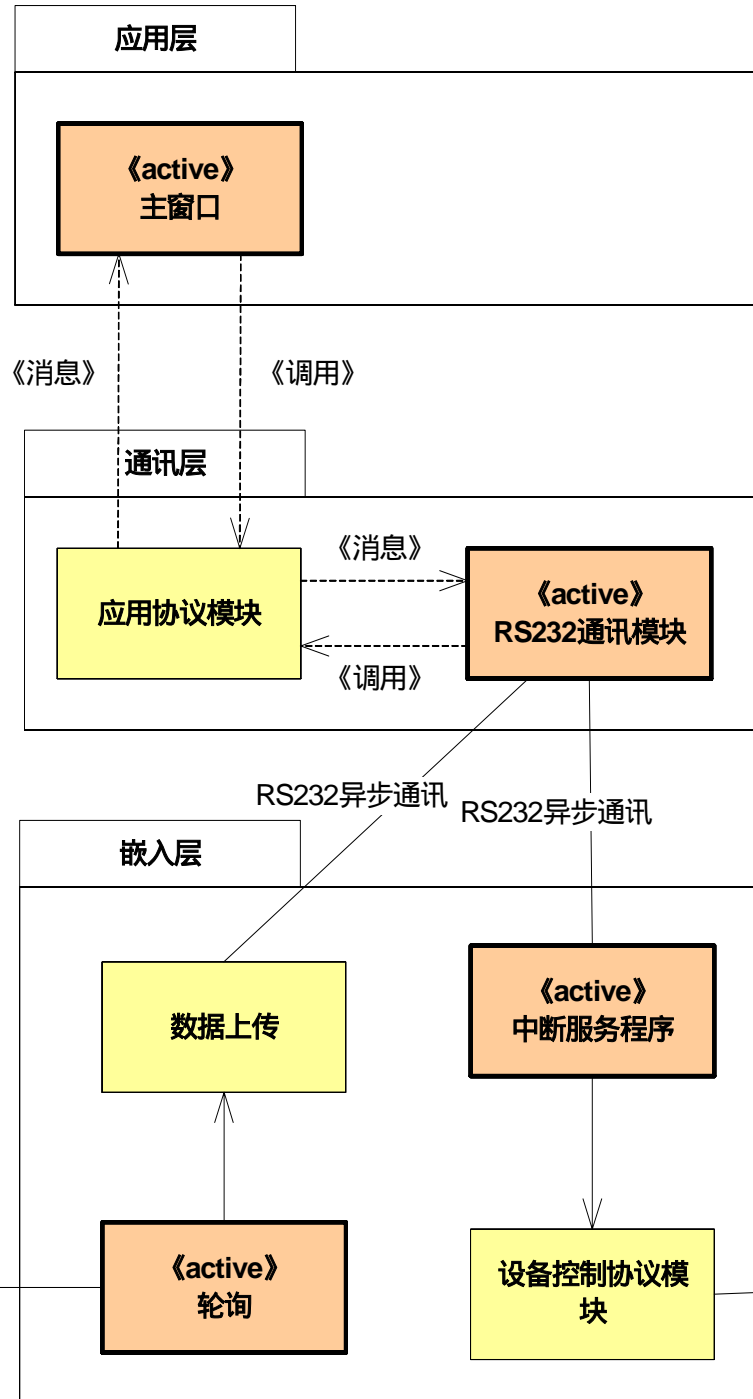 应用层
《active》
主窗口
《消息》
《调用》
通讯层
应用协议模块
《消息》
《调用》
《active》
RS232通讯模块
RS232异步通讯
RS232异步通讯
嵌入层
数据上传
《active》
中断服务程序
《active》
轮询
设备控制协议模
块